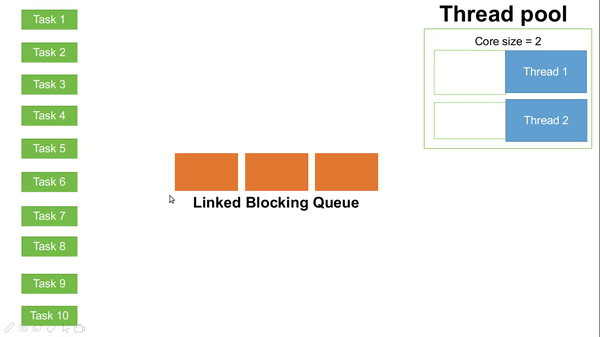 Task 1
Task 2
Task 3
Task 4
Task 5
Task 6
Task 7
Task 8
Task 9
Task 10
Linked Blocking Queue
Thread pool
Core size = 2
Thread 1
Thread 2